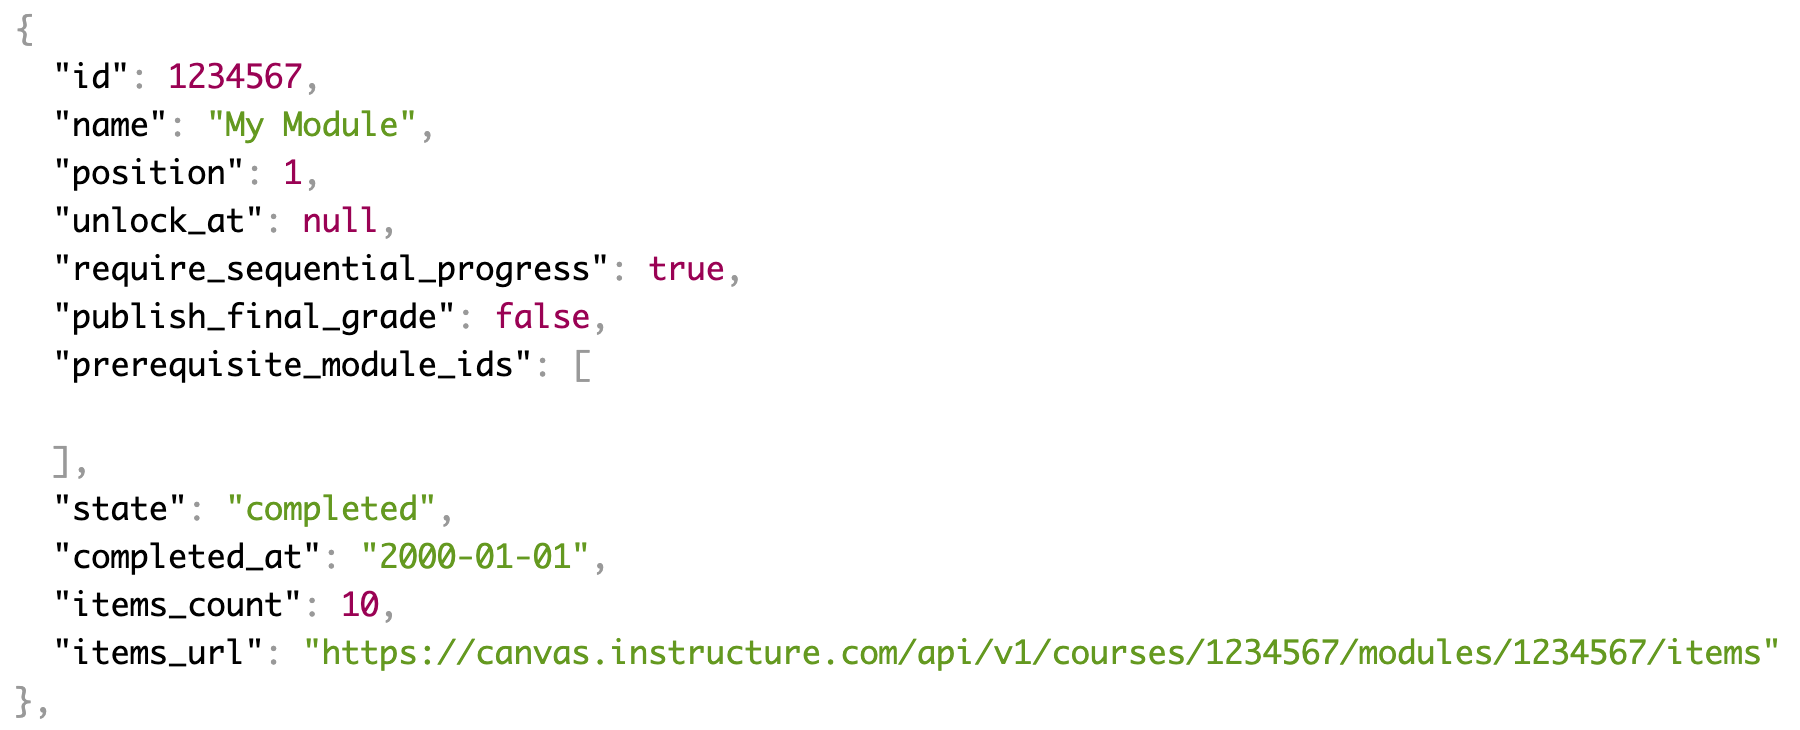 {
  "id": 1234567,
  "name": "My Module",
  "position": 1,
  "unlock_at": null,
  "require_sequential_progress": true,
  "publish_final_grade": false,
  "prerequisite_module_ids": [
  ],
  "state": "completed",
  "completed_at": "2000-01-01",
  "items_count": 10,
  "items_url": "https://canvas.instructure.com/api/v1/courses/1234567/modules/1234567/items"
},